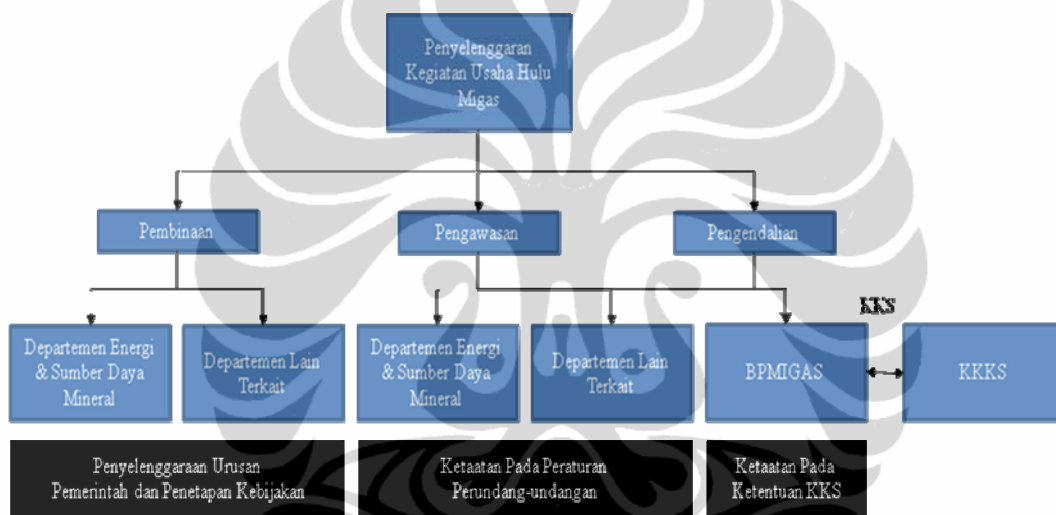 Penyelenggaran
Kegiatan Usaha Hulu
Migas
Pembinaan
Pengawasan
Pengendalian
KKS
Departemen Energi
& Sumber Daya
Mineral
Departemen Lain
Terkait
Departemen Energi
& Sumber Daya
Mineral
Departemen Lain
Terkait
BPMIGAS
KKKS
Penyelenggaraan Urusan
Pemerintah dan Penetapan Kebijakan
Ketaatan Pada Peraturan
Perundang-undangan
Ketaatan Pada
Ketentuan KKS